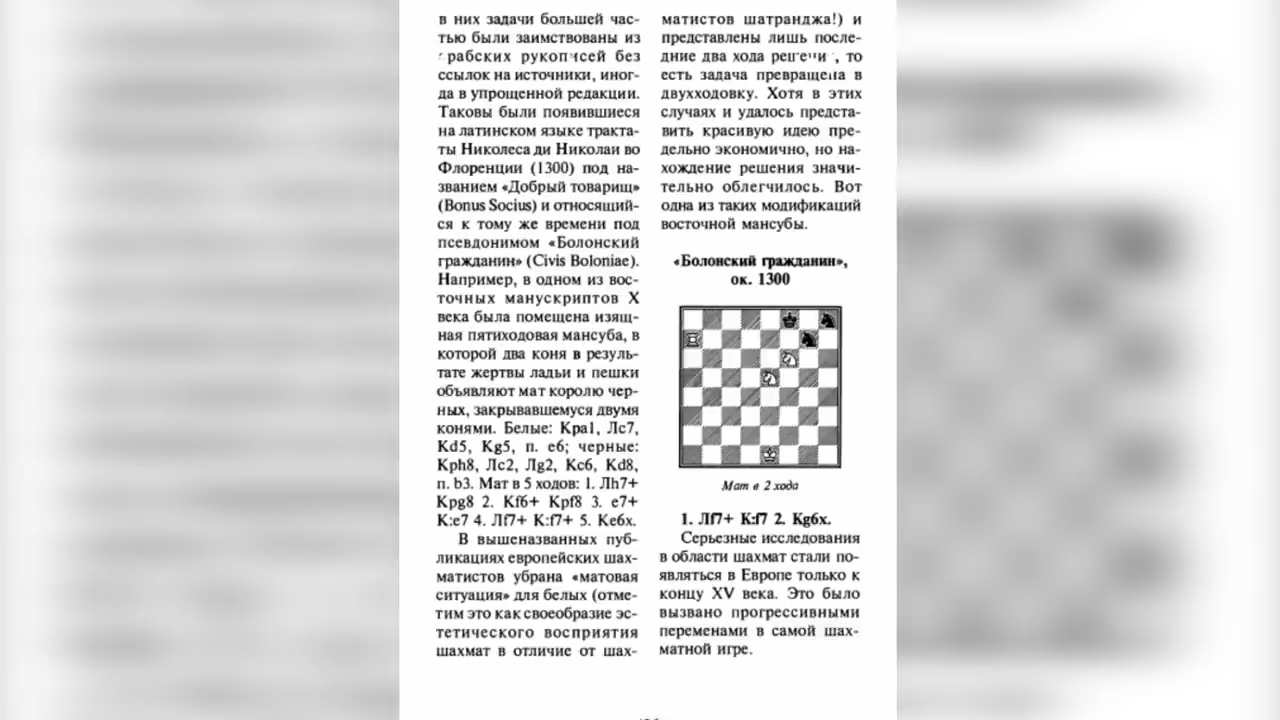 в них задачи большей час-
тью были заимствованы из
рабских рукописей без
ссылок на источники, иног-
да в упрощенной редакции.
Таковы были появившиеся
на латинском языке тракта-
ты Николеса ди Николаи во
Флоренции (1300) под на-
званием «Добрый товарищ»
(Bonus Socius) и относящий-
ся к тому же времени под
псевдонимом «Болонский
гражданин» (Civis Boloniae).
Например, в одном из вос-
точных манускриптов X
века была помещена изящ-
ная пятиходовая мансуба, в
которой два коня в резуль-
тате жертвы ладьи и пешки
объявляют мат королю чер-
ных, закрывавшемуся двумя
конями. Белые: Кра1, Лс7,
Kd5, Kg5, п. е6; черные:
Kph8, Лс2, Лg2, Кс6, Kd8,
п. b3. Мат в 5 ходов: 1. Лh7+
Kpg8 2. Kf6+ Kpf8 3. e7+
K:e7 4. Лf7+ K:f7+ 5. Ke6x.
В вышеназванных пуб-
ликациях европейских шах-
матистов убрана «матовая
ситуация» для белых (отме-
тим это как своеобразие эс-
тетического восприятия
шахмат в отличие от шах-
матистов шатранджа!) и
представлены лишь после-
дние два хода , то
есть задача превращена в
двухходовку. Хотя в этих
случаях и удалось предста-
вить красивую идею пре-
дельно экономично, но на-
хождение решения значи-
тельно облегчилось. Вот
одна из таких модификаций
восточной мансубы.
«Болонский гражданин»,
ок. 1300
Мат в 2 хода
1. Лf7+ K:f7 2. Kg6x.
Серьезные исследования
в области шахмат стали по-
являться в Европе только к
концу XV века. Это было
вызвано прогрессивными
переменами в самой шах-
матной игре.